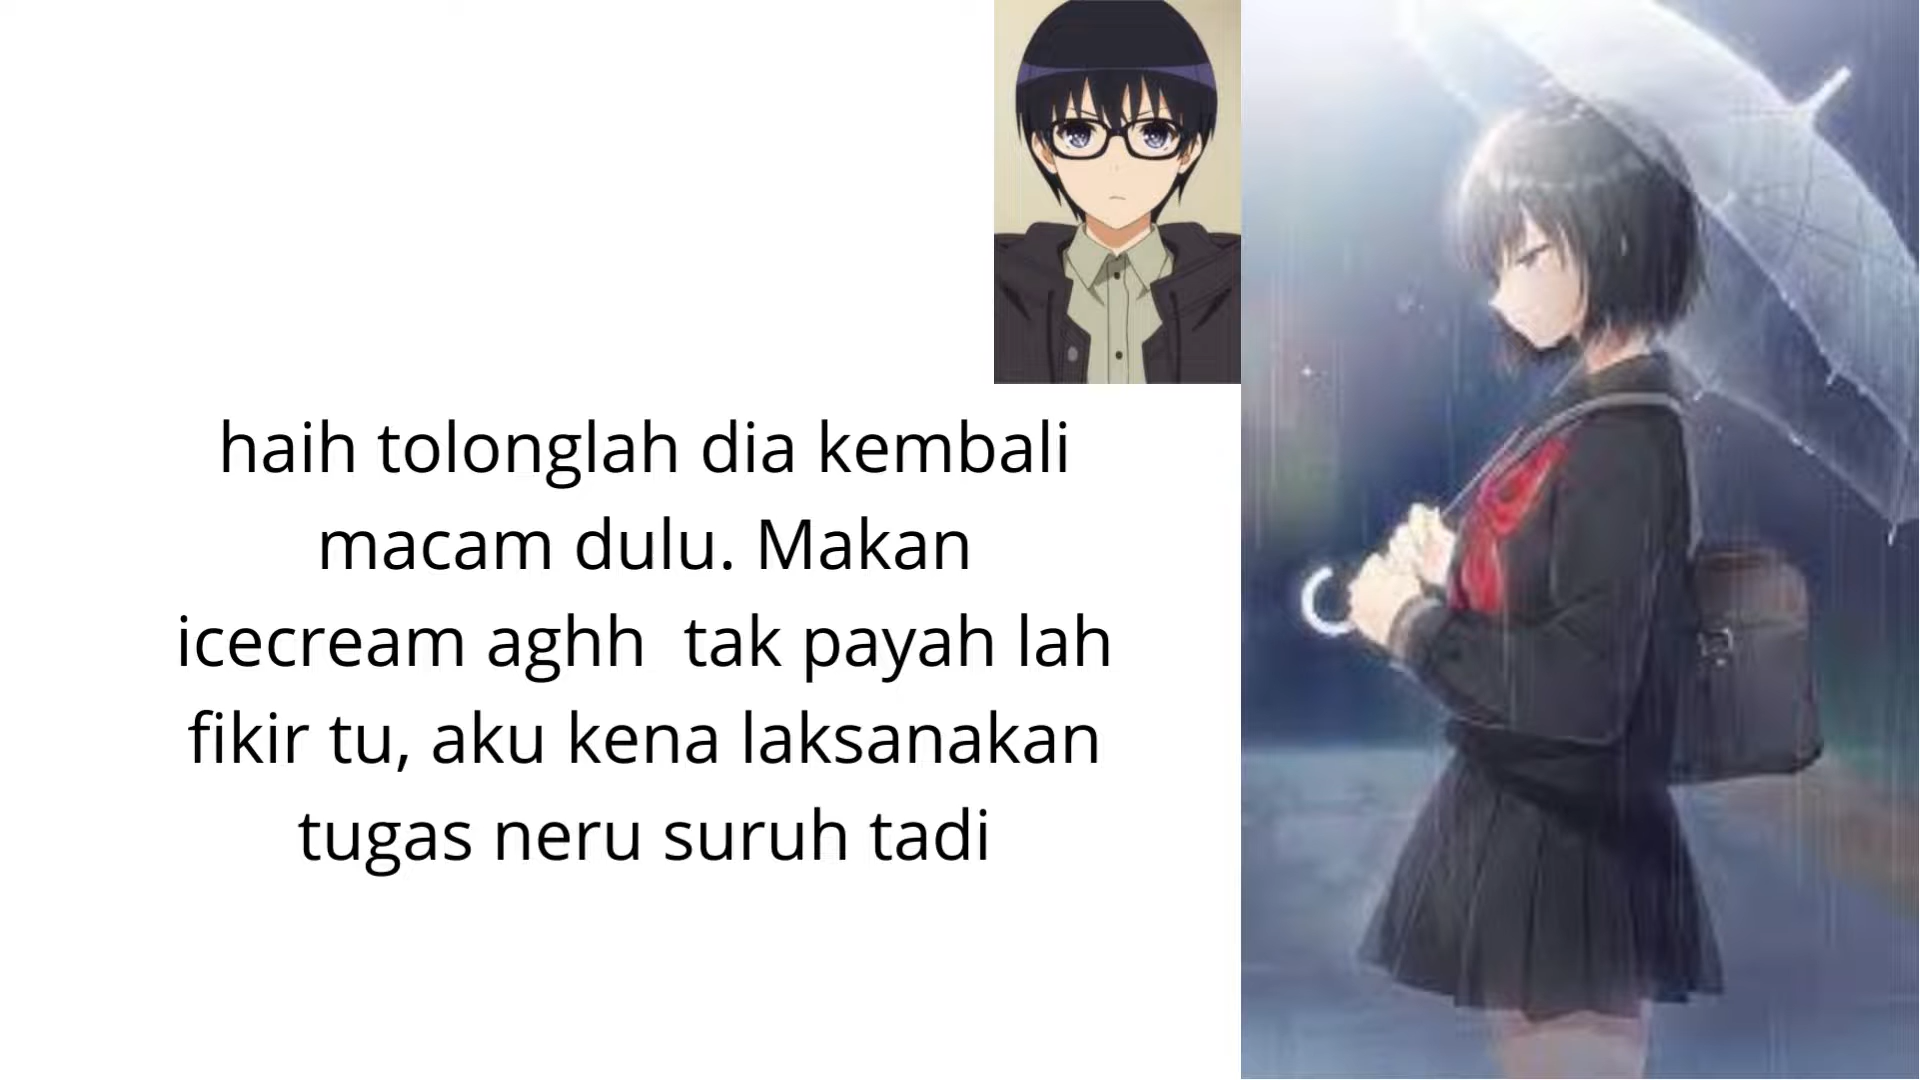 haih tolonglah dia kembali
macam dulu. Makan
icecream aghh  tak payah lah
fikir tu, aku kena laksanakan
tugas neru suruh tadi